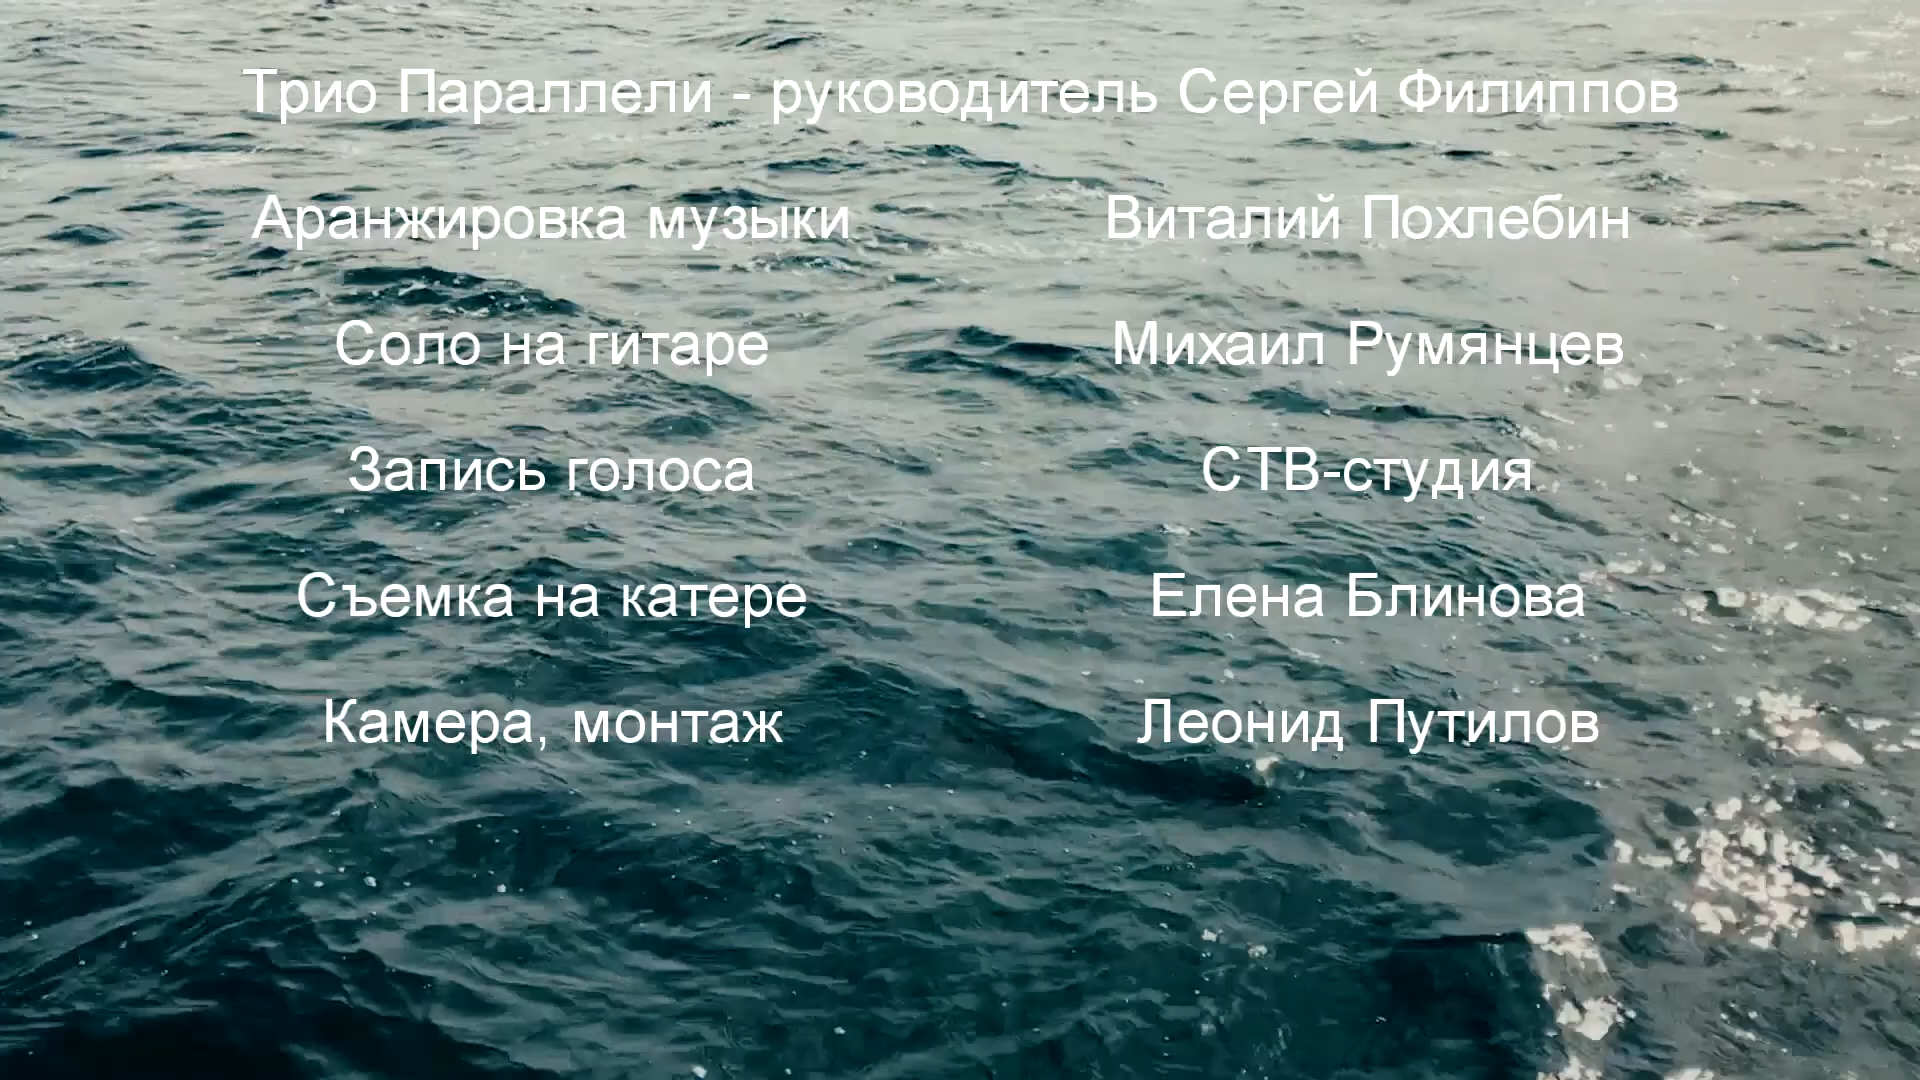 Трио Параллели - руководитель Сергей Филиппов
Аранжировка музыки Виталий Похлебин
Соло на гитаре Михаил Румянцев
Запись голоса СТВ-студия
Съемка на катере Елена Блинова
Камера, монтаж Леонид Путилов